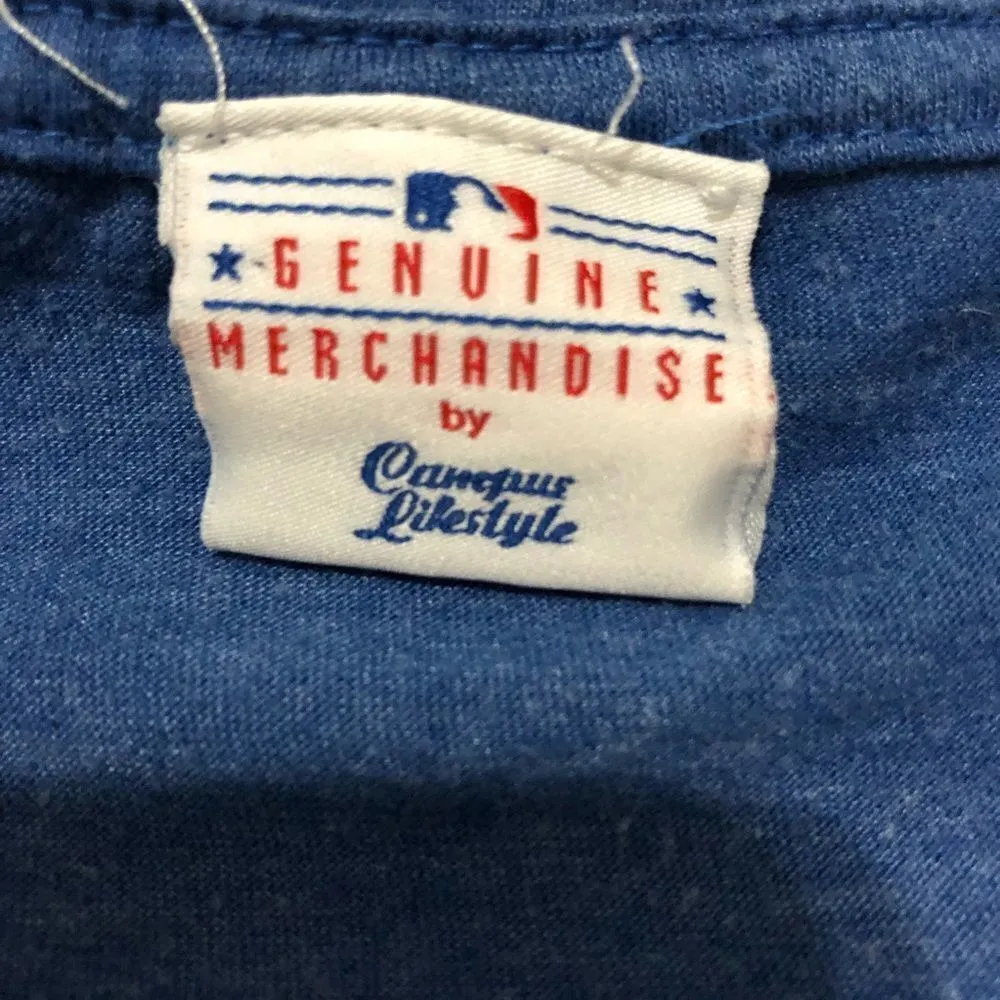 GENUINE
MERCHANDISE
by
Campus
Lifestyle